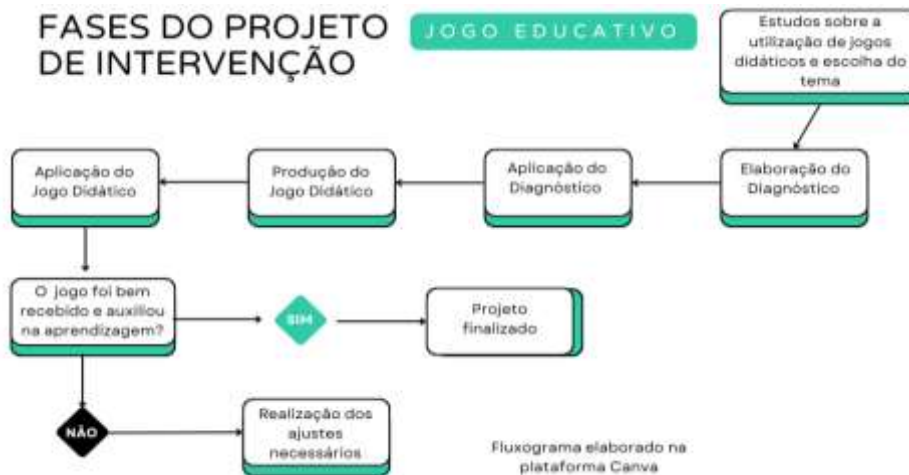 FASES DO PROJETO
DE INTERVENÇÃO
JOGO EDUCATIVO
Estudos sobre a
utilização de jogos
didáticos e escolha do
tema
Elaboração do
Diagnóstico
Aplicação do
Diagnóstico
Produção do
Jogo Didático
Aplicação do
Jogo Didático
O jogo foi bem
recebido e auxiliou
na aprendizagem?
SIM
Projeto
finalizado
NÃO
Realização dos
ajustes
necessários
Fluxograma elaborado na
plataforma Canva